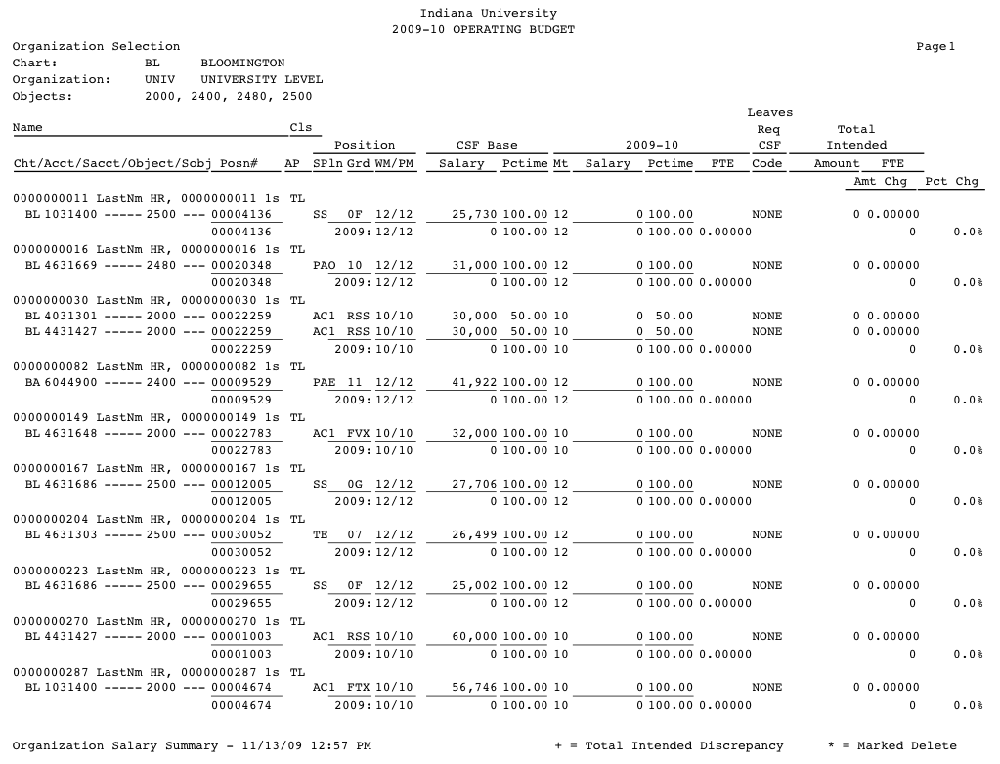 Indiana University
2009-10 OPERATING BUDGET
Organization Selection Page1
Chart: BL BLOOMINGTON
Organization: UNIV UNIVERSITY LEVEL
Objects: 2000, 2400, 2480, 2500
Leaves
Name Cls Req Total
Position CSF Base 2009-10 CSF Intended
Cht/Acct/Sacct/Object/Sobj Posn# AP SPln Grd WM/PM Salary Pctime Mt Salary Pctime FTE Code Amount FTE
Amt Chg Pct Chg
0000000011 LastNm HR, 0000000011 1s TL
BL 1031400 ----- 2500 --- 00004136 SS 0F 12/12 25,730 100.00 12 0 100.00 NONE 0 0.00000
00004136 2009: 12/12 0 100.00 12 0 100.00 0.00000 0 0.0%
0000000016 LastNm HR, 0000000016 1s TL
BL 4631669 ----- 2480 --- 00020348 PAO 10 12/12 31,000 100.00 12 0 100.00 NONE 0 0.00000
00020348 2009: 12/12 0 100.00 12 0 100.00 0.00000 0 0.0%
0000000030 LastNm HR, 0000000030 1s TL
BL 4031301 ----- 2000 --- 00022259 AC1 RSS 10/10 30,000 50.00 10 0 50.00 NONE 0 0.00000
BL 4431427 ----- 2000 --- 00022259 AC1 RSS 10/10 30,000 50.00 10 0 50.00 NONE 0 0.00000
00022259 2009: 10/10 0 100.00 10 0 100.00 0.00000 0 0.0%
0000000082 LastNm HR, 0000000082 1s TL
BA 6044900 ----- 2400 --- 00009529 PAE 11 12/12 41,922 100.00 12 0 100.00 NONE 0 0.00000
00009529 2009: 12/12 0 100.00 12 0 100.00 0.00000 0 0.0%
0000000149 LastNm HR, 0000000149 1s TL
BL 4631648 ----- 2000 --- 00022783 AC1 FVX 10/10 32,000 100.00 10 0 100.00 NONE 0 0.00000
00022783 2009: 10/10 0 100.00 10 0 100.00 0.00000 0 0.0%
0000000167 LastNm HR, 0000000167 1s TL
BL 4631686 ----- 2500 --- 00012005 SS 0G 12/12 27,706 100.00 12 0 100.00 NONE 0 0.00000
00012005 2009: 12/12 0 100.00 12 0 100.00 0.00000 0 0.0%
0000000204 LastNm HR, 0000000204 1s TL
BL 4631303 ----- 2500 --- 00030052 TE 07 12/12 26,499 100.00 12 0 100.00 NONE 0 0.00000
00030052 2009: 12/12 0 100.00 12 0 100.00 0.00000 0 0.0%
0000000223 LastNm HR, 0000000223 1s TL
BL 4631686 ----- 2500 --- 00029655 SS 0F 12/12 25,002 100.00 12 0 100.00 NONE 0 0.00000
00029655 2009: 12/12 0 100.00 12 0 100.00 0.00000 0 0.0%
0000000270 LastNm HR, 0000000270 1s TL
BL 4431427 ----- 2000 --- 00001003 AC1 RSS 10/10 60,000 100.00 10 0 100.00 NONE 0 0.00000
00001003 2009: 10/10 0 100.00 10 0 100.00 0.00000 0 0.0%
0000000287 LastNm HR, 0000000287 1s TL
BL 1031400 ----- 2000 --- 00004674 AC1 FTX 10/10 56,746 100.00 10 0 100.00 NONE 0 0.00000
00004674 2009: 10/10 0 100.00 10 0 100.00 0.00000 0 0.0%
Organization Salary Summary - 11/13/09 12:57 PM + = Total Intended Discrepancy * = Marked Delete